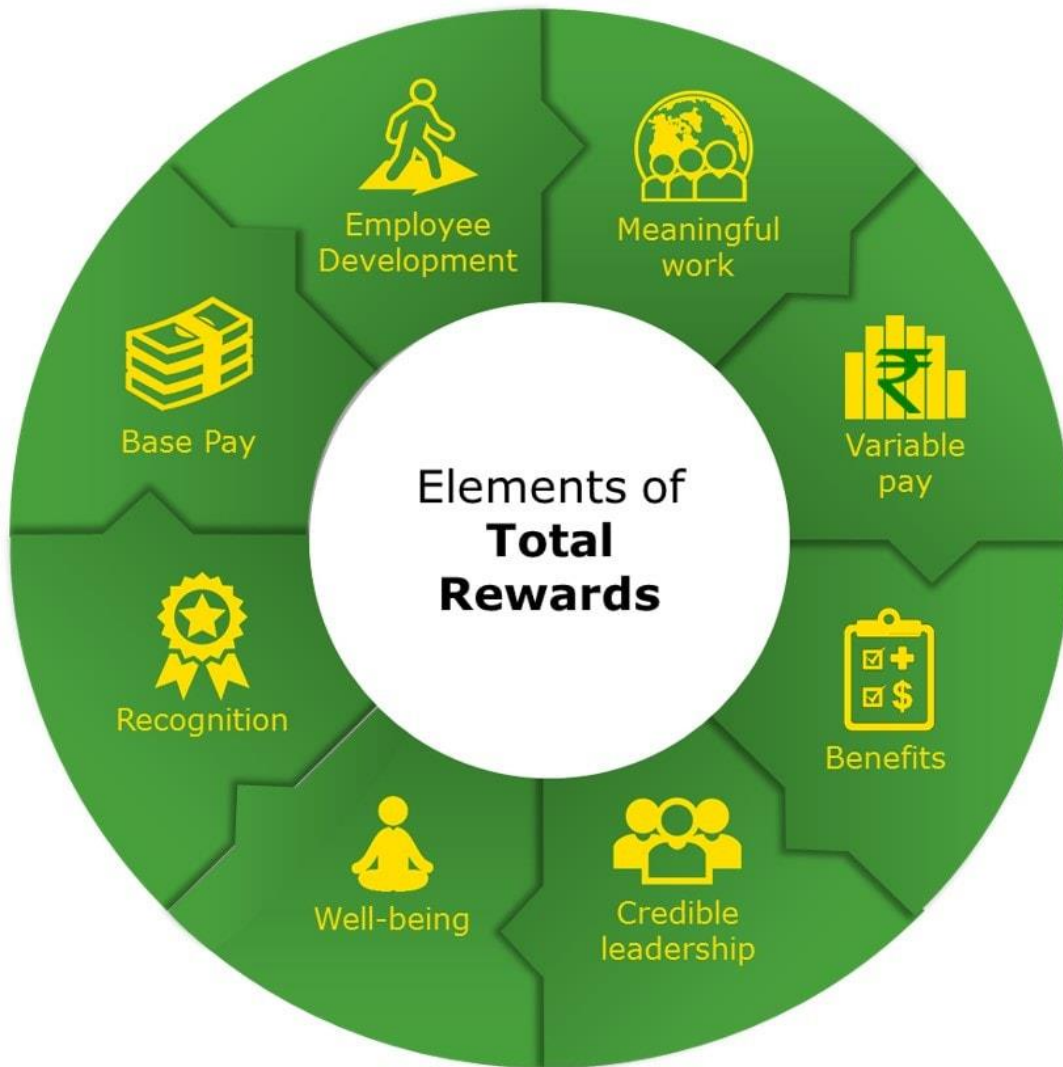 Employee
Development
Meaningful
work
Base Pay
₹
Variable
pay
Elements of
Total
Rewards
Recognition
$
Benefits
Well-being
Credible
leadership